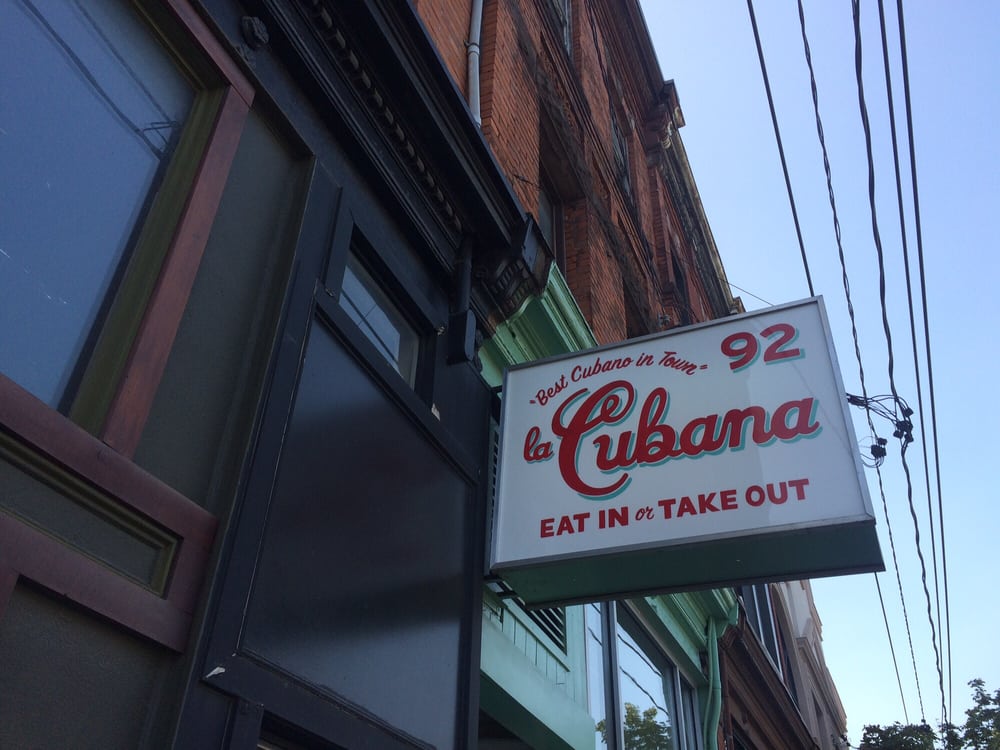 92
"Best Cubano in Town"
la Cubana
EAT IN or TAKE OUT